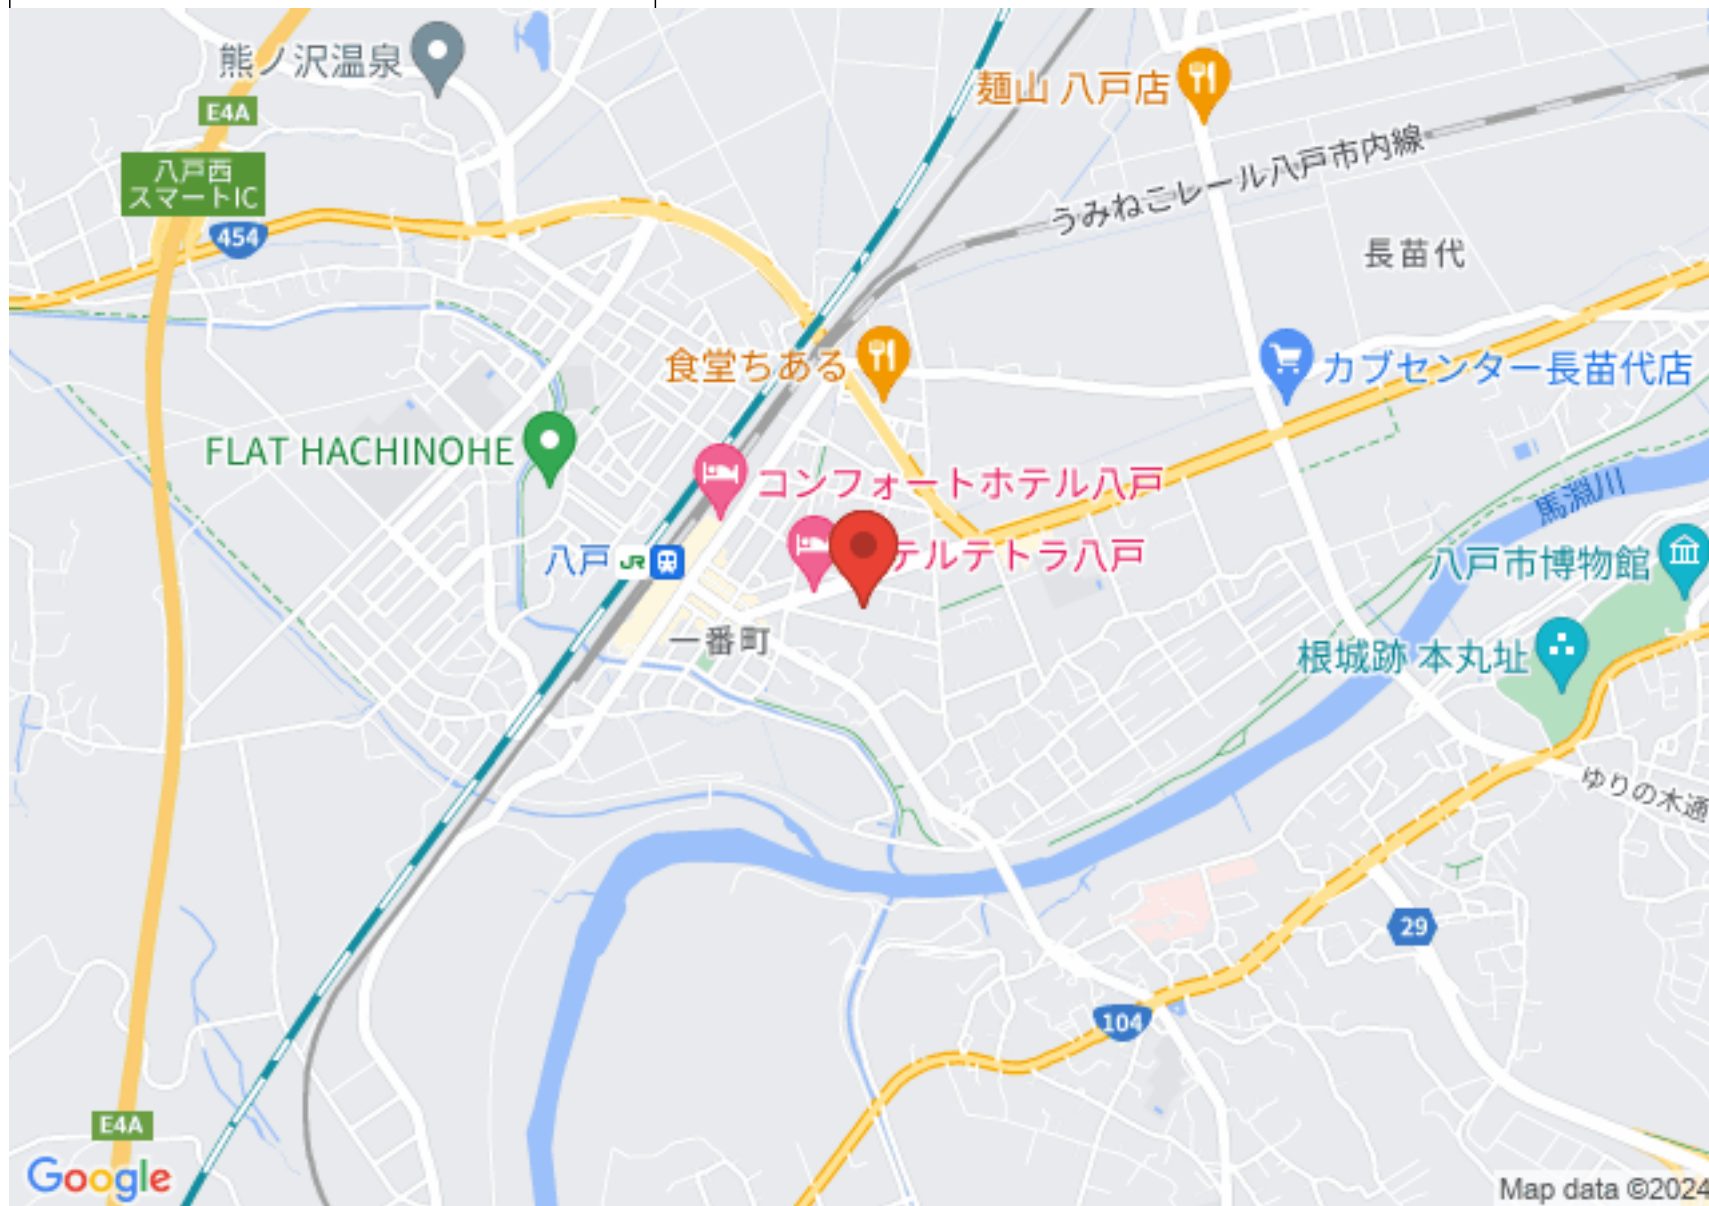 熊ノ沢温泉
E4A
麺山 八戸店
うみねこレール八戸市内線
八戸西
スマートIC
454
長苗代
食堂ちある
カブセンター長苗代店
FLAT HACHINOHE
コンフォートホテル八戸
馬淵川
八戸 JR
テルテトラ八戸
八戸市博物館
一番町
根城跡 本丸址
ゆりの木通
29
104
E4A
Google
Map data ©2024